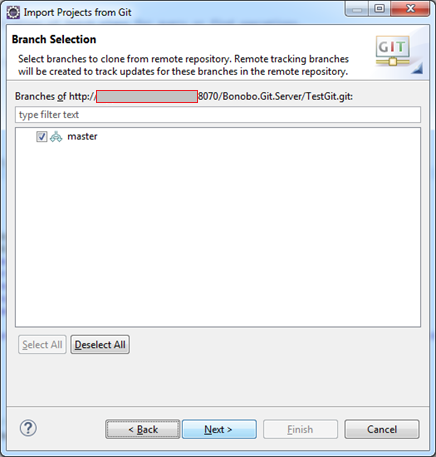 Import Projects from Git
Branch Selection
Select branches to clone from remote repository. Remote tracking branches
will be created to track updates for these branches in the remote repository.
GIT
Branches of http://8070/Bonobo.Git.Server/TestGit.git:
type filter text
master
Select All
Deselect All
?
< Back
Next >
Finish
Cancel